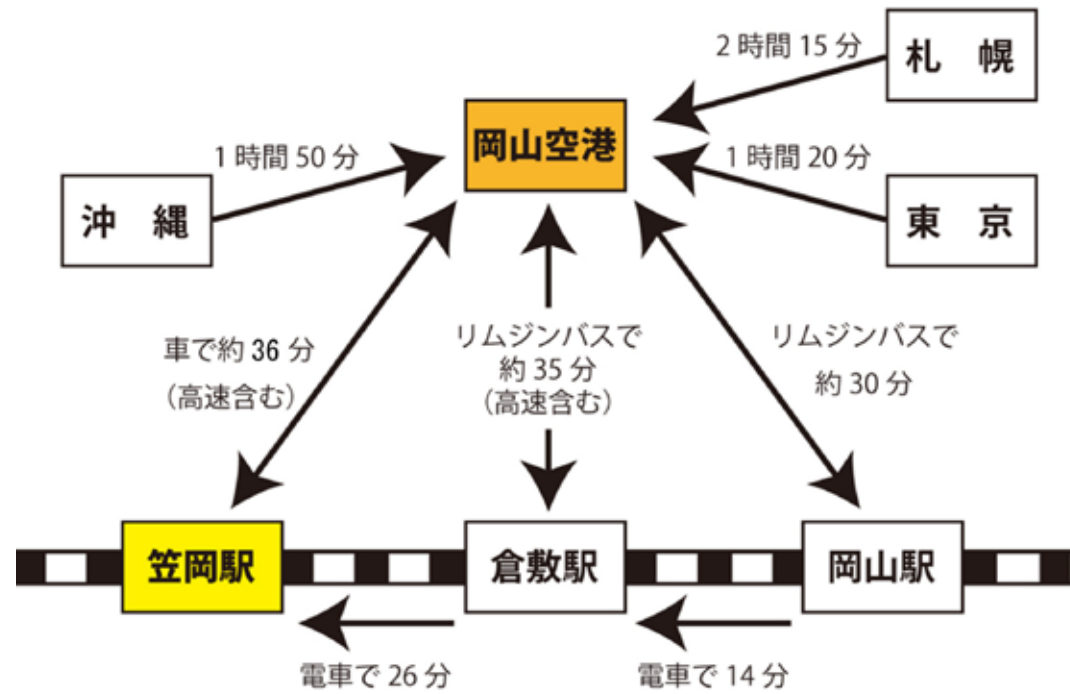 2時間15分
札　幌
岡山空港
1時間50分
1時間20分
沖　縄
東　京
車で約36分
（高速含む）
リムジンバスで
約35分
（高速含む）
リムジンバスで
約30分
笠岡駅
倉敷駅
岡山駅
電車で26分
電車で14分